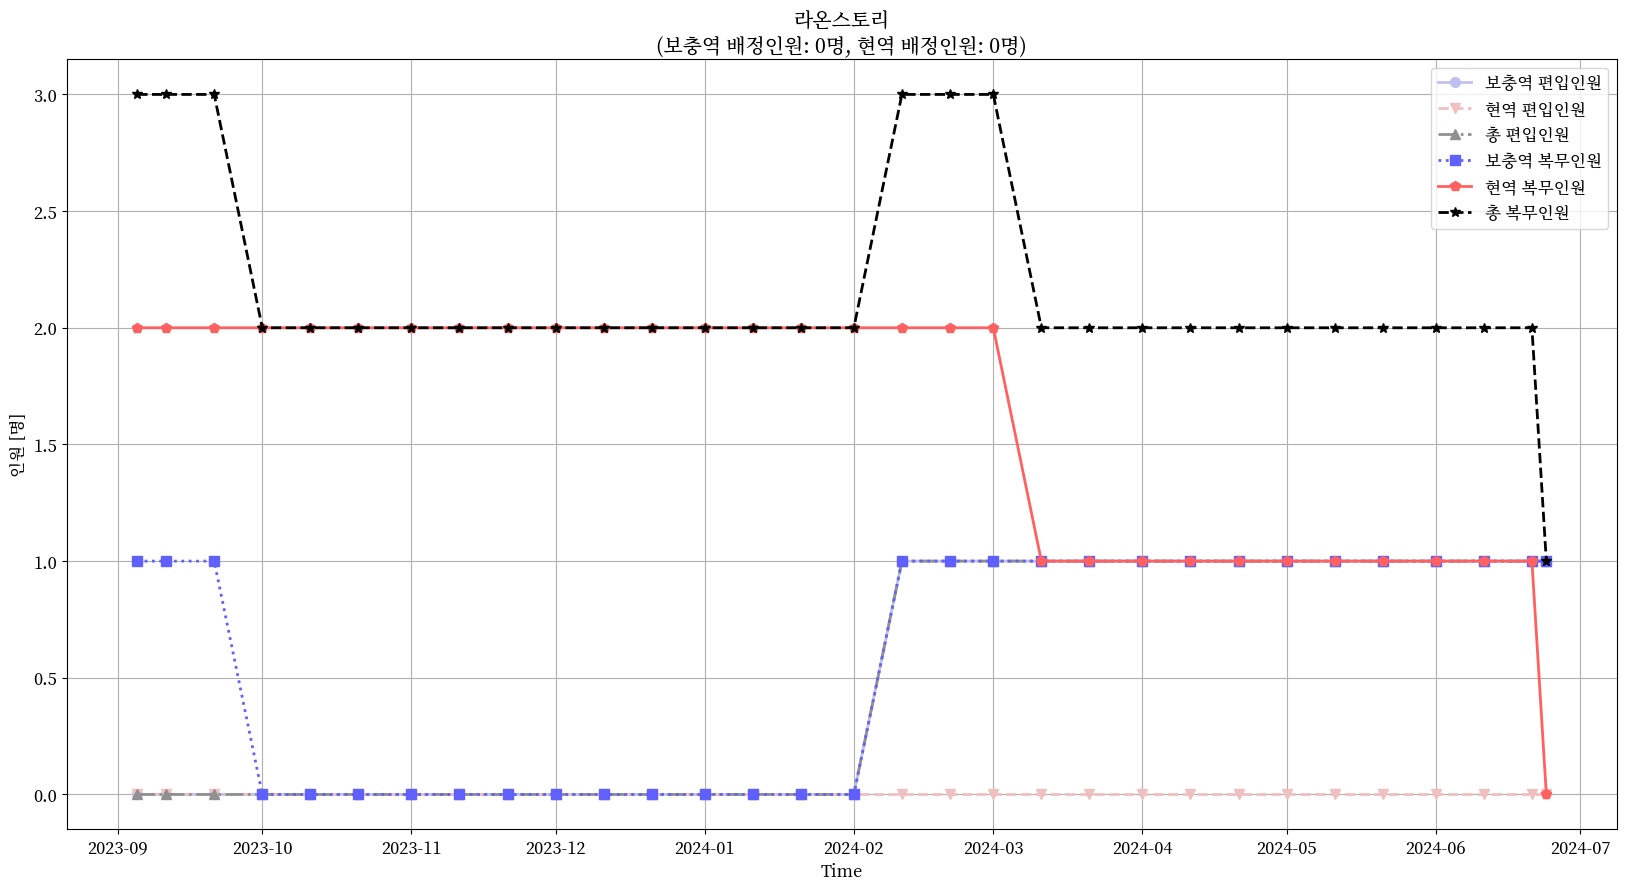 라온스토리
(보충역 배정인원: 0명, 현역 배정인원: 0명)
보충역 편입인원
현역 편입인원
총 편입인원
보충역 복무인원
현역 복무인원
총 복무인원
인원 [명]
3.0
2.5
2.0
1.5
1.0
0.5
0.0
2023-09
2023-10
2023-11
2023-12
2024-01
2024-02
2024-03
2024-04
2024-05
2024-06
2024-07
Time